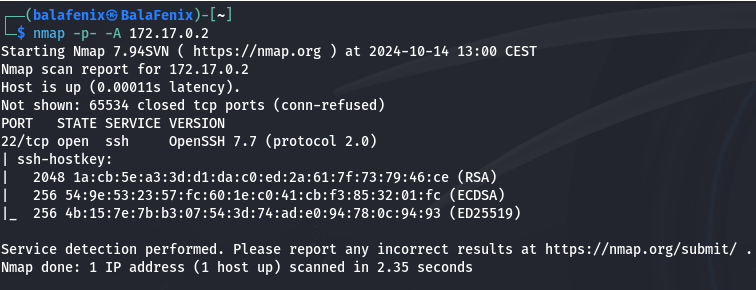 ┌──(balafenix㉿BalaFenix)-[~]
└─$ nmap -p- -A 172.17.0.2
Starting Nmap 7.94SVN ( https://nmap.org ) at 2024-10-14 13:00 CEST
Nmap scan report for 172.17.0.2
Host is up (0.00011s latency).
Not shown: 65534 closed tcp ports (conn-refused)
PORT   STATE SERVICE VERSION
22/tcp open  ssh     OpenSSH 7.7 (protocol 2.0)
| ssh-hostkey:
|   2048 1a:cb:5e:a3:3d:d1:da:c0:ed:2a:61:7f:73:79:46:ce (RSA)
|   256 54:9e:53:23:57:fc:60:1e:c0:41:cb:f3:85:32:01:fc (ECDSA)
|_  256 4b:15:7e:7b:b3:07:54:3d:74:ad:e0:94:78:0c:94:93 (ED25519)
Service detection performed. Please report any incorrect results at https://nmap.org/submit/ .
Nmap done: 1 IP address (1 host up) scanned in 2.35 seconds